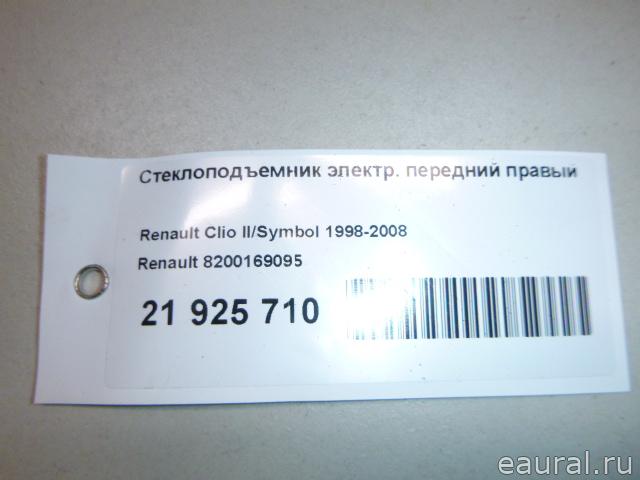 Стеклоподъемник электр. передний правый
Renault Clio II/Symbol 1998-2008
Renault 8200169095
21 925 710
eaural.ru